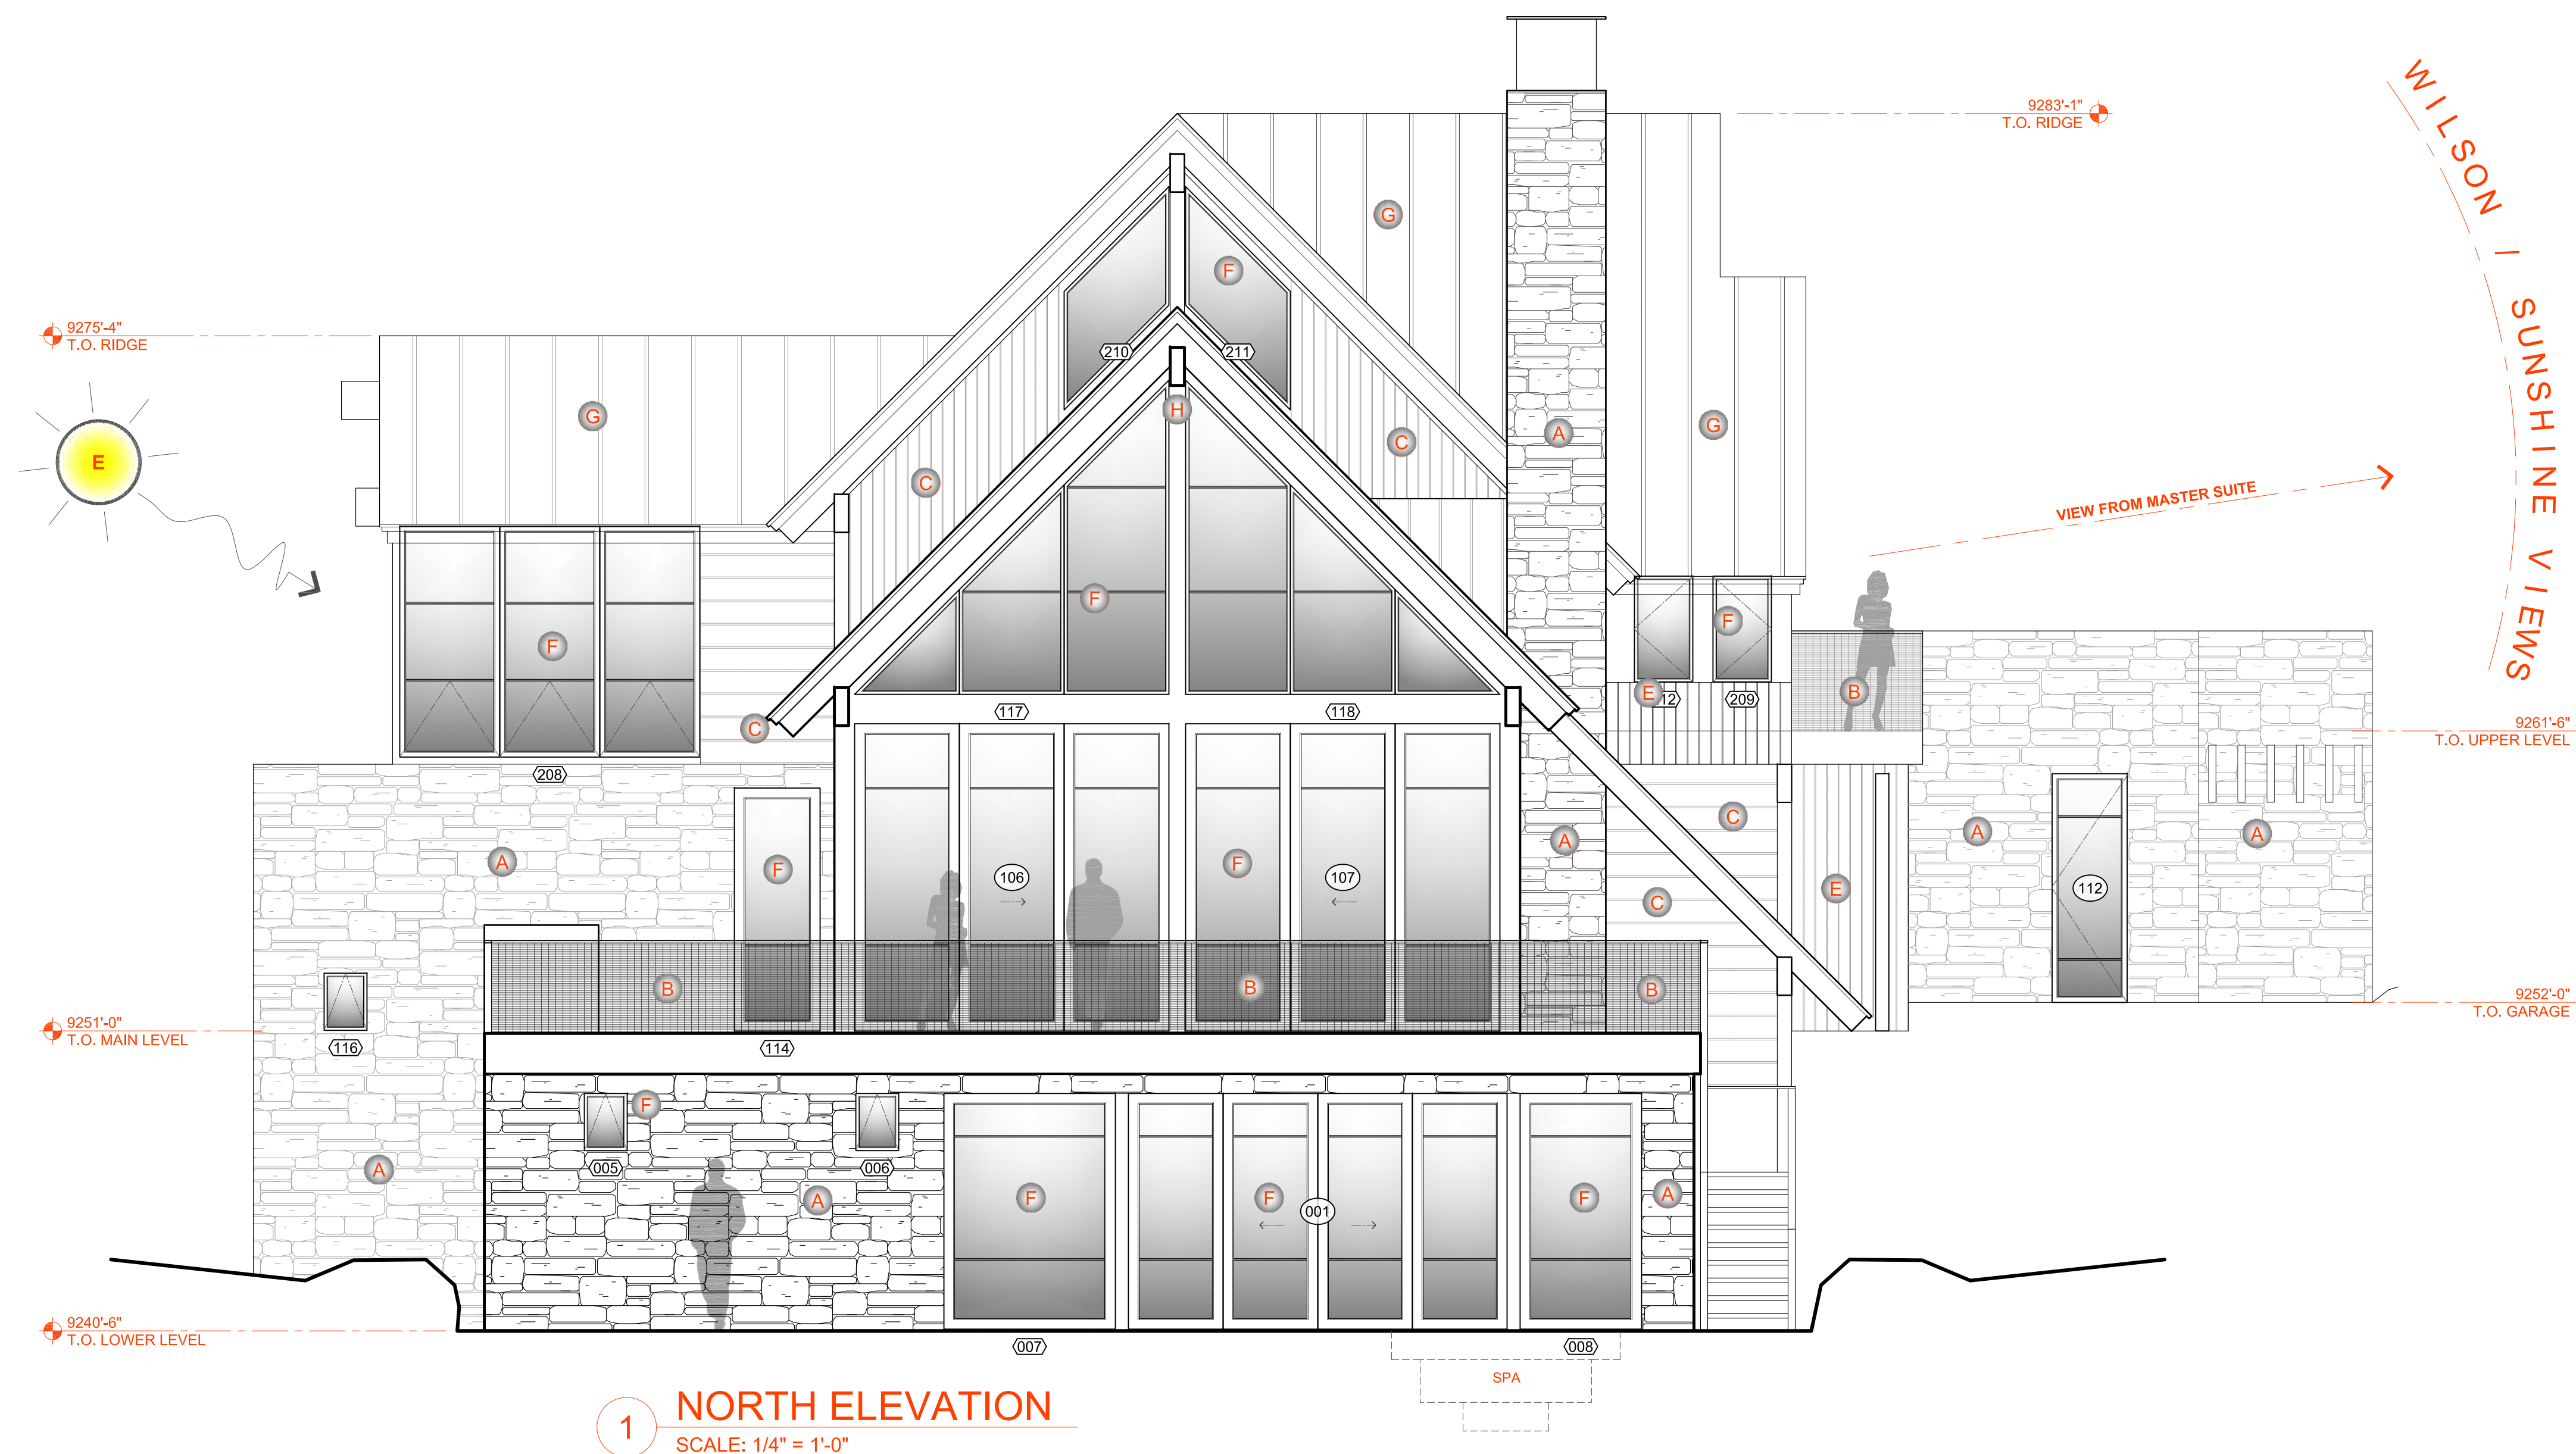 9283'-1"
T.O. RIDGE
WILSON / SUNSHINE VIEWS
G
F
9275'-4"
T.O. RIDGE
210
211
H
G
A
G
C
C
E
VIEW FROM MASTER SUITE
F
F
F
E
12
209
B
117
118
C
9261'-6"
T.O. UPPER LEVEL
208
C
A
A
A
A
F
F
106
107
E
112
C
B
B
B
9251'-0"
T.O. MAIN LEVEL
9252'-0"
T.O. GARAGE
116
114
F
005
006
A
A
F
F
001
F
A
9240'-6"
T.O. LOWER LEVEL
007
008
SPA
1
NORTH ELEVATION
SCALE: 1/4" = 1'-0"